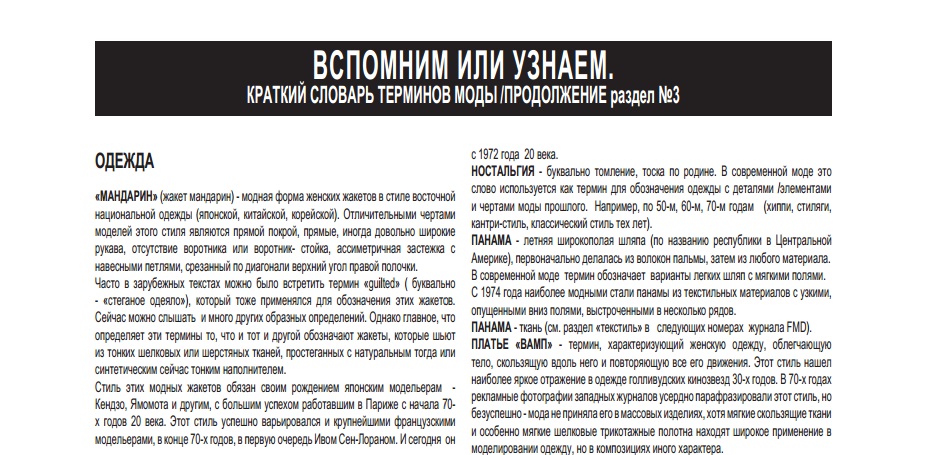 ВСПОМНИМ ИЛИ УЗНАЕМ.
КРАТКИЙ СЛОВАРЬ ТЕРМИНОВ МОДЫ /ПРОДОЛЖЕНИЕ раздел №3
ОДЕЖДА
«МАНДАРИН» (жакет мандарин) - модная форма женских жакетов в стиле восточной
национальной одежды (японской, китайской, корейской). Отличительными чертами
моделей этого стиля являются прямой покрой, прямые, иногда довольно широкие
рукава, отсутствие воротника или воротник- стойка, ассиметричная застежка с
навесными петлями, срезанный по диагонали верхний угол правой полочки.
Часто в зарубежных текстах можно было встретить термин «guilted» ( буквально
- «стеганое одеяло»), который тоже применялся для обозначения этих жакетов.
Сейчас можно слышать и много других образных определений. Однако главное, что
определяет эти термины то, что и тот и другой обозначают жакеты, которые шьют
из тонких шелковых или шерстяных тканей, простеганных с натуральным тогда или
синтетическим сейчас тонким наполнителем.
Стиль этих модных жакетов обязан своим рождением японским модельерам -
Кендзо, Ямомота и другим, с большим успехом работавшим в Париже с начала 70-
х годов 20 века. Этот стиль успешно варьировался и крупнейшими французскими
модельерами, в конце 70-х годов, в первую очередь Ивом Сен-Лораном. И сегодня он
с 1972 года 20 века.
НОСТАЛЬГИЯ - буквально томление, тоска по родине. В современной моде это
слово используется как термин для обозначения одежды с деталями /элементами
и чертами моды прошлого. Например, по 50-м, 60-м, 70-м годам (хиппи, стиляги,
кантри-стиль, классический стиль тех лет).
ПАНАМА - летняя широкополая шляпа (по названию республики в Центральной
Америке), первоначально делалась из волокон пальмы, затем из любого материала.
В современной моде термин обозначает варианты легких шляп с мягкими полями.
С 1974 года наиболее модными стали панамы из текстильных материалов с узкими,
опущенными вниз полями, выстроченными в несколько рядов.
ПАНАМА - ткань (см. раздел «текстиль» в следующих номерах журнала FMD).
ПЛАТЬЕ «ВАМП» - термин, характеризующий женскую одежду, облегчающую
тело, скользящую вдоль него и повторяющую все его движения. Этот стиль нашел
наиболее яркое отражение в одежде голливудских кинозвезд 30-х годов. В 70-х годах
рекламные фотографии западных журналов усердно парафразировали этот стиль, но
безуспешно - мода не приняла его в массовых изделиях, хотя мягкие скользящие ткани
и особенно мягкие шелковые трикотажные полотна находят широкое применение в
моделировании одежду, но в композициях иного характера.